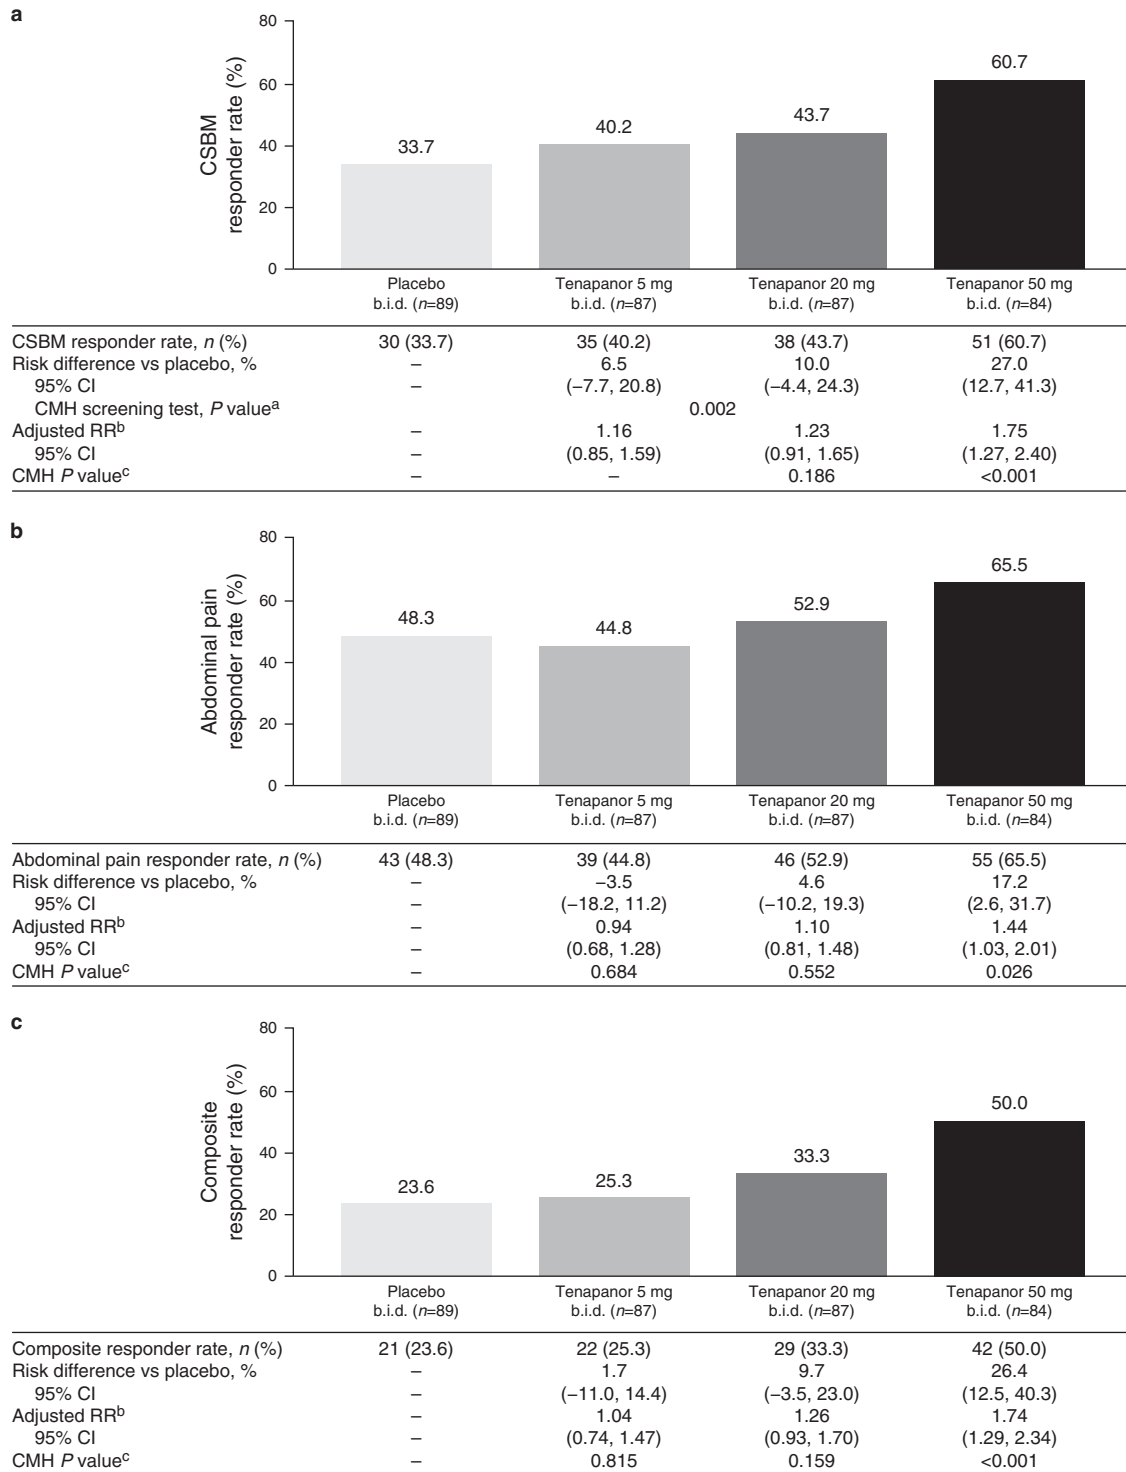 a
CSBM
responder rate (%)
80
60
40
20
0
33.7
40.2
43.7
60.7
Placebo
b.i.d. (n=89)
Tenapanor 5 mg
b.i.d. (n=87)
Tenapanor 20 mg
b.i.d. (n=87)
Tenapanor 50 mg
b.i.d. (n=84)
CSBM responder rate, n (%) 30 (33.7) 35 (40.2) 38 (43.7) 51 (60.7)
Risk difference vs placebo, % – 6.5 10.0 27.0
95% CI – (−7.7, 20.8) (−4.4, 24.3) (12.7, 41.3)
CMH screening test, P valueᵃ 0.002
Adjusted RRᵇ – 1.16 1.23 1.75
95% CI – (0.85, 1.59) (0.91, 1.65) (1.27, 2.40)
CMH P valueᶜ – – 0.186 <0.001
b
Abdominal pain
responder rate (%)
80
60
40
20
0
48.3
44.8
52.9
65.5
Placebo
b.i.d. (n=89)
Tenapanor 5 mg
b.i.d. (n=87)
Tenapanor 20 mg
b.i.d. (n=87)
Tenapanor 50 mg
b.i.d. (n=84)
Abdominal pain responder rate, n (%) 43 (48.3) 39 (44.8) 46 (52.9) 55 (65.5)
Risk difference vs placebo, % – −3.5 4.6 17.2
95% CI – (−18.2, 11.2) (−10.2, 19.3) (2.6, 31.7)
Adjusted RRᵇ – 0.94 1.10 1.44
95% CI – (0.68, 1.28) (0.81, 1.48) (1.03, 2.01)
CMH P valueᶜ – 0.684 0.552 0.026
c
Composite
responder rate (%)
80
60
40
20
0
23.6
25.3
33.3
50.0
Placebo
b.i.d. (n=89)
Tenapanor 5 mg
b.i.d. (n=87)
Tenapanor 20 mg
b.i.d. (n=87)
Tenapanor 50 mg
b.i.d. (n=84)
Composite responder rate, n (%) 21 (23.6) 22 (25.3) 29 (33.3) 42 (50.0)
Risk difference vs placebo, % – 1.7 9.7 26.4
95% CI – (−11.0, 14.4) (−3.5, 23.0) (12.5, 40.3)
Adjusted RRᵇ – 1.04 1.26 1.74
95% CI – (0.74, 1.47) (0.93, 1.70) (1.29, 2.34)
CMH P valueᶜ – 0.815 0.159 <0.001